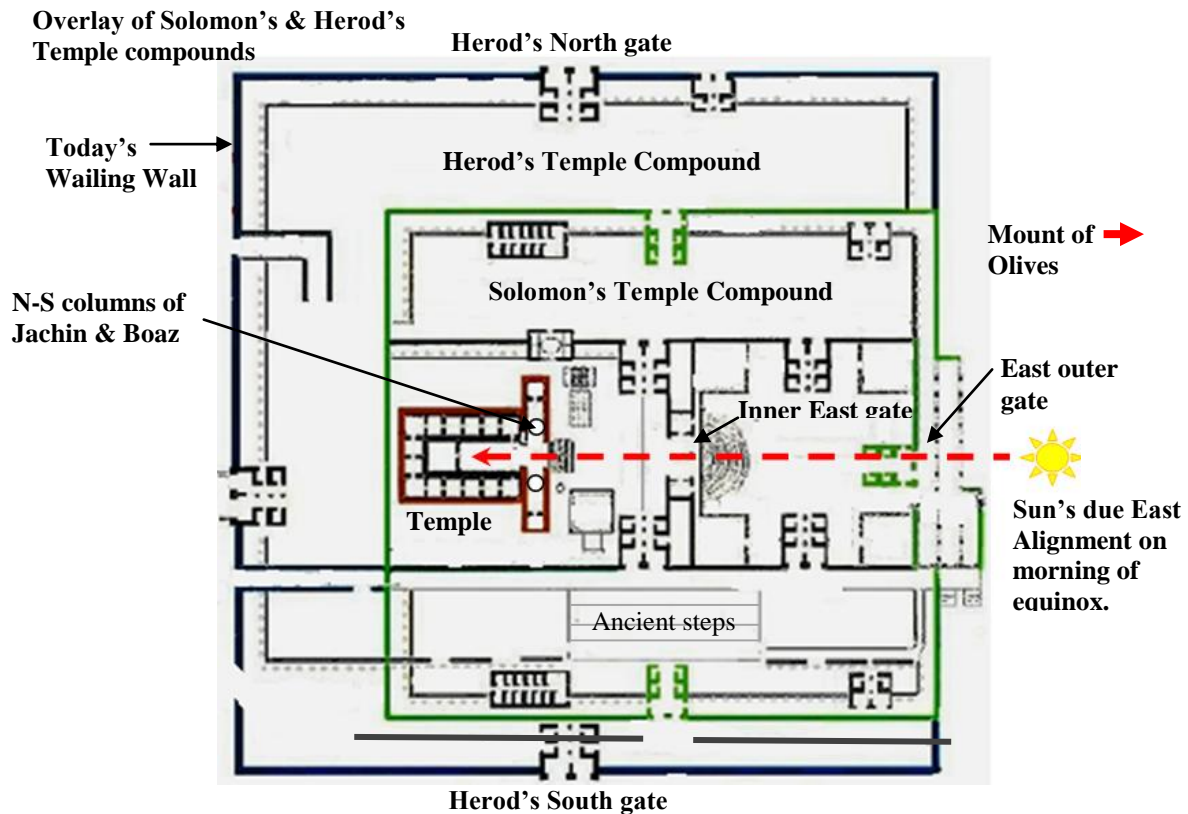 Overlay of Solomon's & Herod's
Temple compounds
Herod's North gate
Today's
Wailing Wall
Herod's Temple Compound
Mount of
Olives
Solomon's Temple Compound
N-S columns of
Jachin & Boaz
East outer
gate
Inner East gate
Temple
Sun's due East
Alignment on
morning of
equinox.
Ancient steps
Herod's South gate